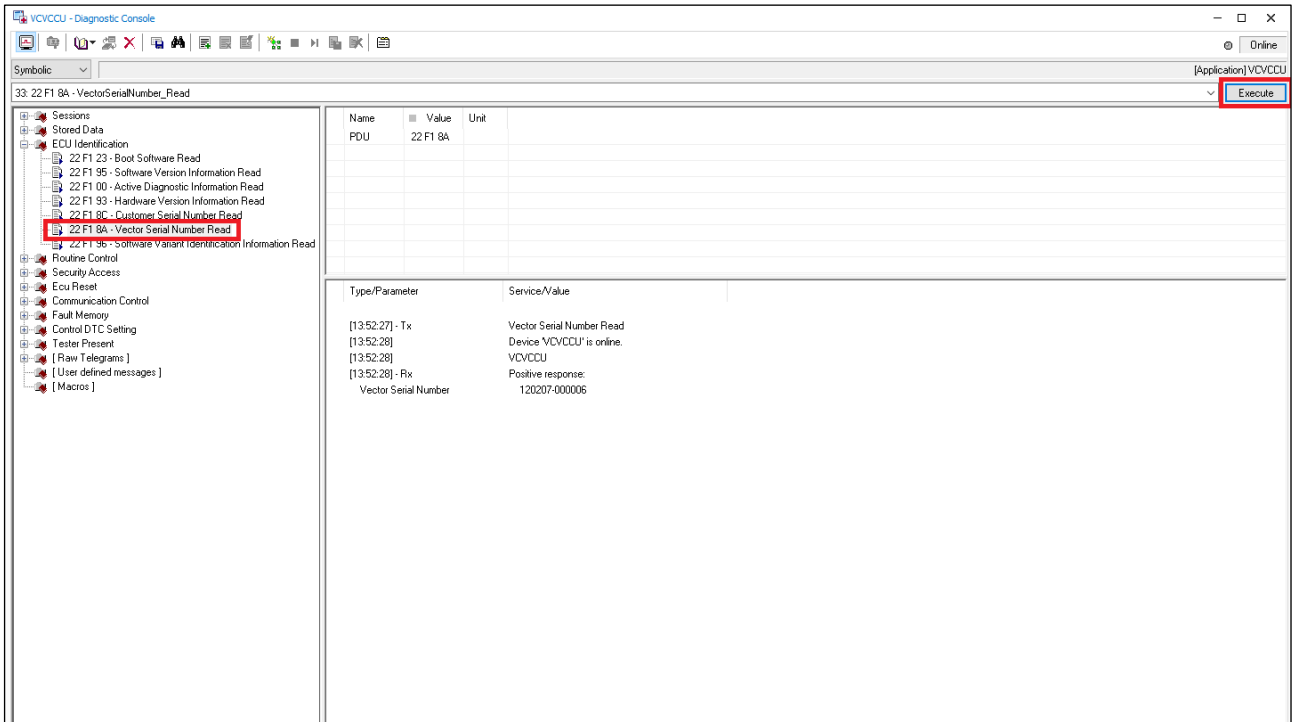 VCVCCU - Diagnostic Console
Online
Symbolic
[Application] VCVCCU
33: 22 F1 8A - VectorSerialNumber_Read
Execute
Sessions
Stored Data
ECU Identification
22 F1 23 - Boot Software Read
22 F1 95 - Software Version Information Read
22 F1 00 - Active Diagnostic Information Read
22 F1 93 - Hardware Version Information Read
22 F1 8C - Customer Serial Number Read
22 F1 8A - Vector Serial Number Read
22 F1 96 - Software Variant Identification Information Read
Routine Control
Security Access
Ecu Reset
Communication Control
Fault Memory
Control DTC Setting
Tester Present
[ Raw Telegrams ]
[ User defined messages ]
[ Macros ]
Name Value Unit
PDU 22 F1 8A
Type/Parameter Service/Value
[13:52:27] - Tx Vector Serial Number Read
[13:52:28] Device 'VCVCCU' is online.
[13:52:28] VCVCCU
[13:52:28] - Rx Positive response:
Vector Serial Number 120207-000006